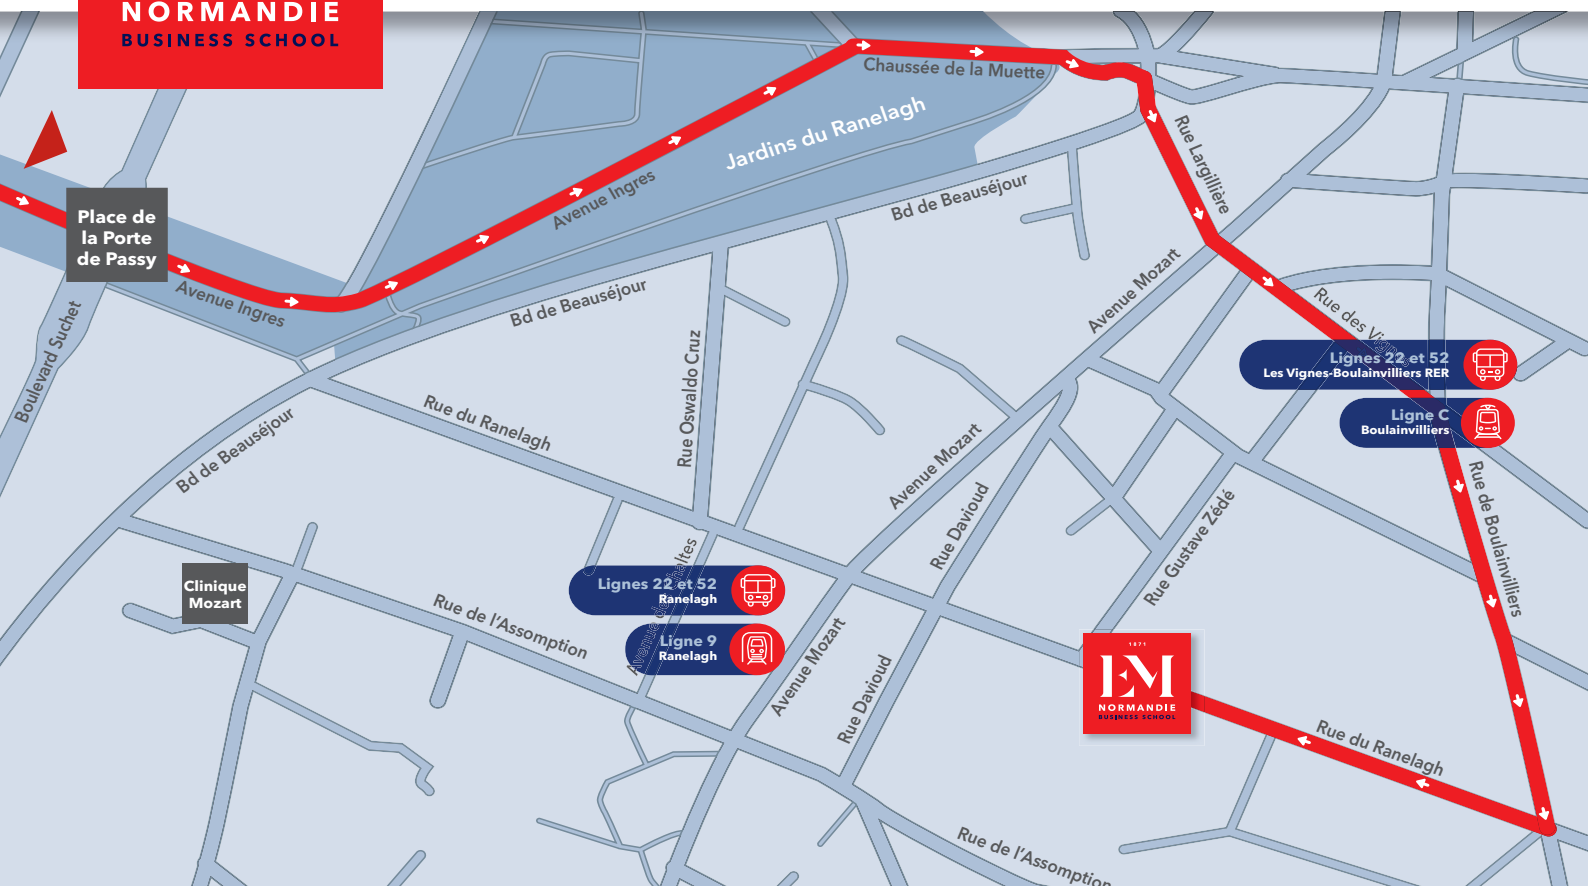 NORMANDIE
BUSINESS SCHOOL
Chaussée de la Muette
Jardins du Ranelagh
Rue Largillière
Avenue Ingres
Bd de Beauséjour
Place de
la Porte
de Passy
Avenue Ingres
Bd de Beauséjour
Avenue Mozart
Boulevard Suchet
Rue des Vignes
Lignes 22 et 52
Les Vignes-Boulainvilliers RER
Ligne C
Boulainvilliers
Rue Oswaldo Cruz
Rue du Ranelagh
Bd de Beauséjour
Avenue Mozart
Rue Davioud
Rue Gustave Zédé
Rue de Boulainvilliers
Clinique
Mozart
Lignes 22 et 52
Ranelagh
Ligne 9
Ranelagh
Rue de l'Assomption
Avenue Mozart
Rue Davioud
1871
EM
NORMANDIE
BUSINESS SCHOOL
Rue du Ranelagh
Rue de l'Assomption